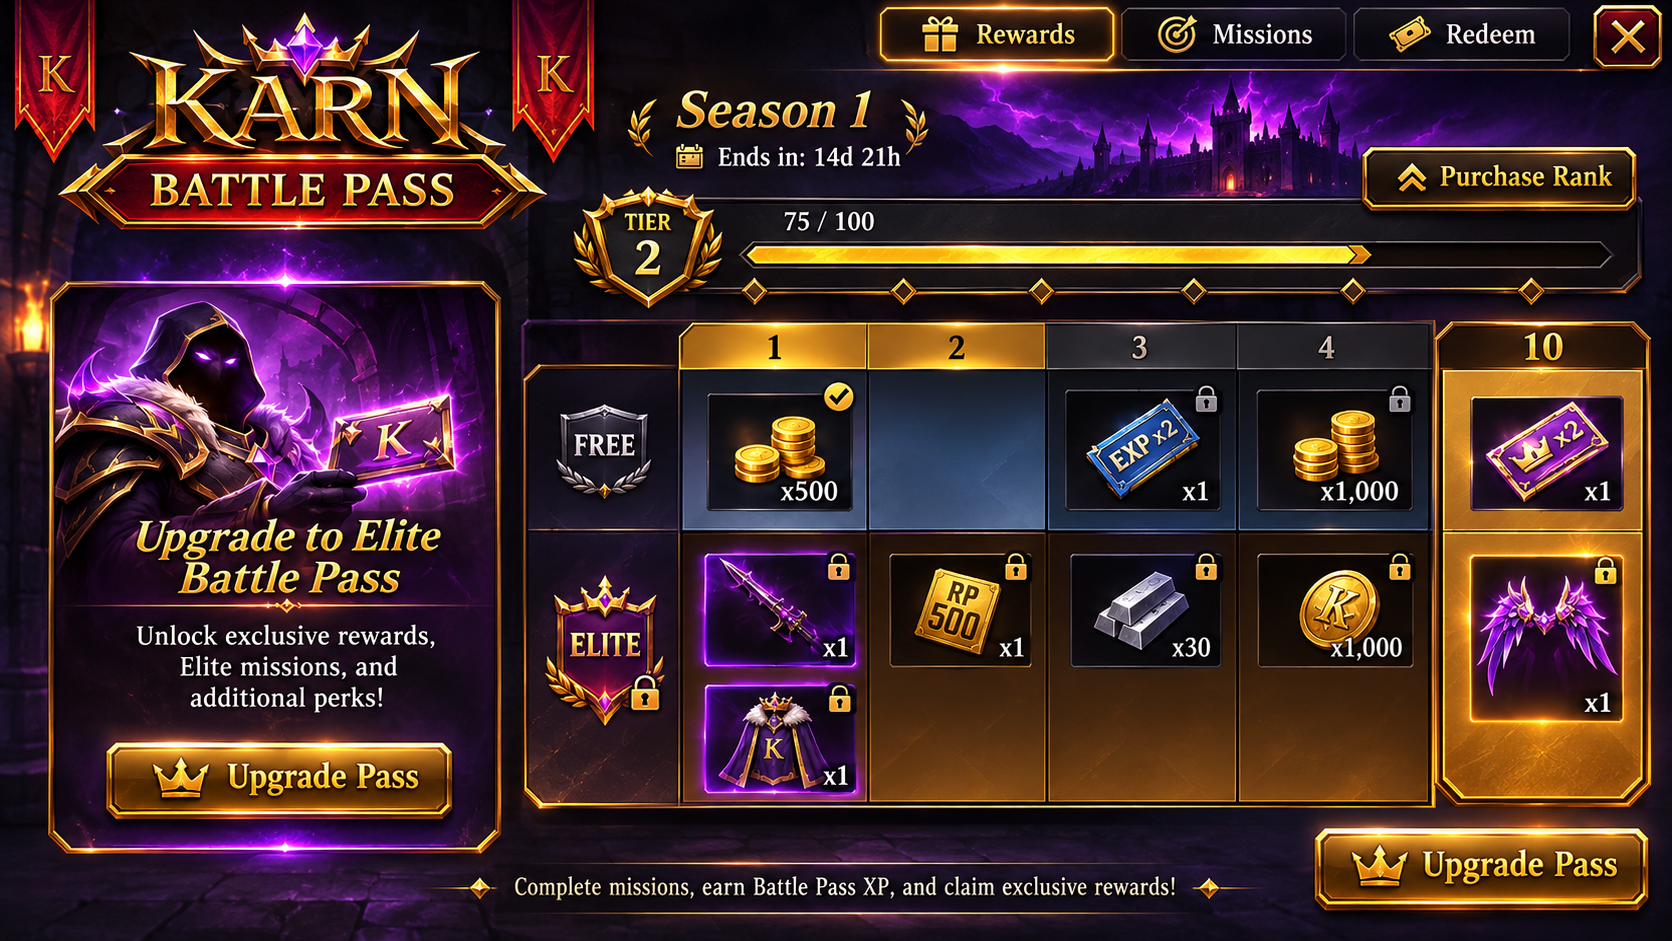 K
KARN
BATTLE PASS
K
Rewards
Missions
Redeem
Season 1
Ends in: 14d 21h
Purchase Rank
TIER
2
75 / 100
K
Upgrade to Elite
Battle Pass
Unlock exclusive rewards,
Elite missions, and
additional perks!
Upgrade Pass
1
2
3
4
10
FREE
x500
EXP x2
x1
x1,000
x2
x1
ELITE
x1
RP
500
x1
x30
K
x1,000
x1
K
x1
Complete missions, earn Battle Pass XP, and claim exclusive rewards!
Upgrade Pass